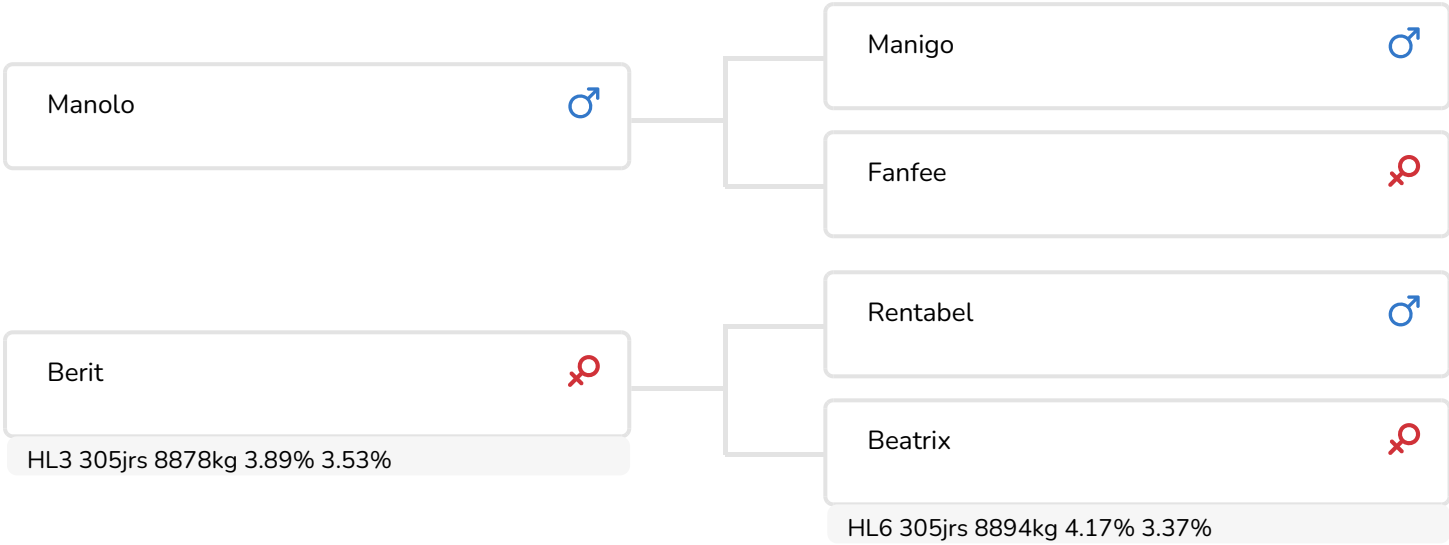 Manolo
Manigo
Fanfee
Berit
HL3 305jrs 8878kg 3.89% 3.53%
Rentabel
Beatrix
HL6 305jrs 8894kg 4.17% 3.37%